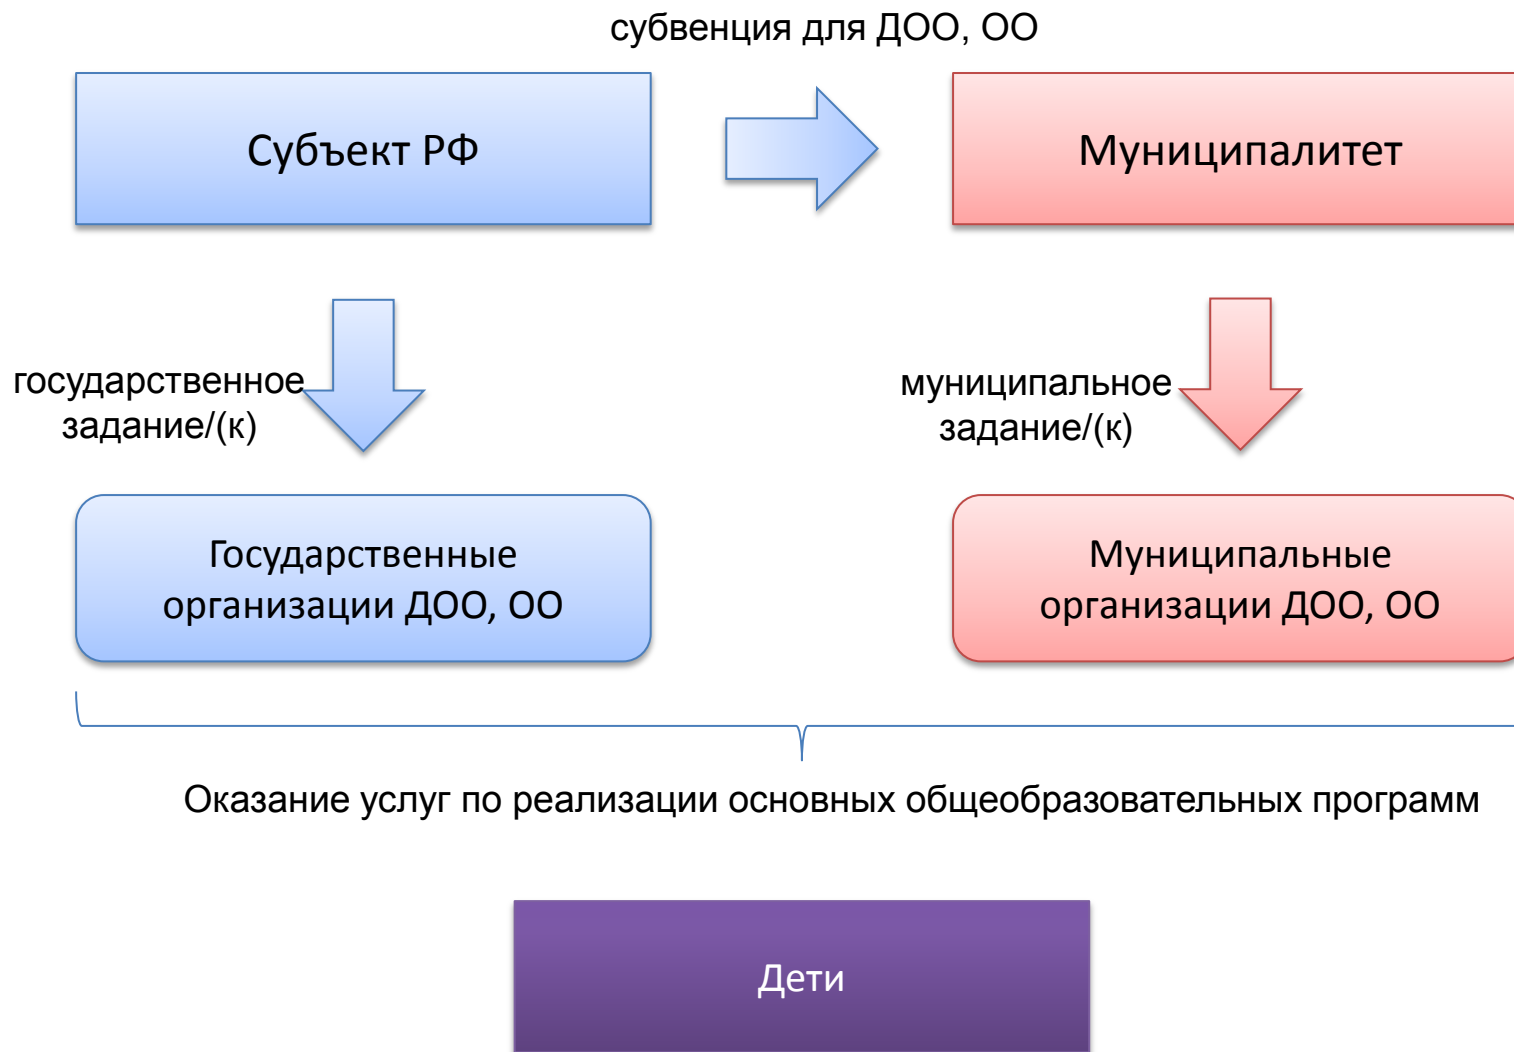 субвенция для ДОО, ОО
Субъект РФ
Муниципалитет
государственное
задание/(к)
муниципальное
задание/(к)
Государственные
организации ДОО, ОО
Муниципальные
организации ДОО, ОО
Оказание услуг по реализации основных общеобразовательных программ
Дети